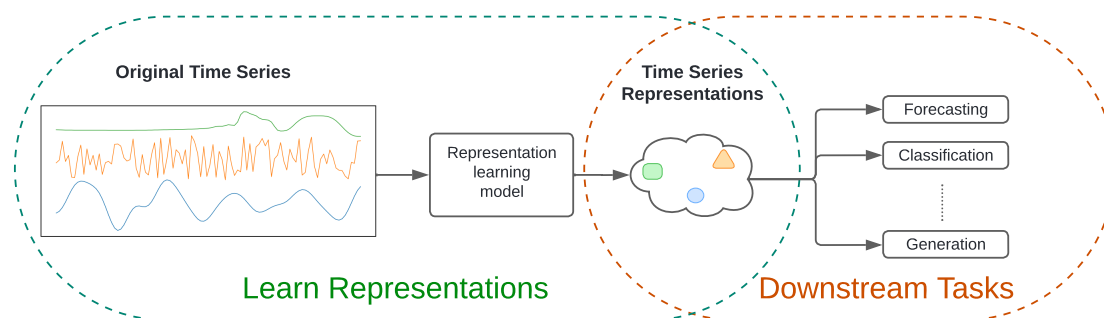 Original Time Series
Time Series
Representations
Representation
learning
model
Forecasting
Classification
Generation
Learn Representations
Downstream Tasks